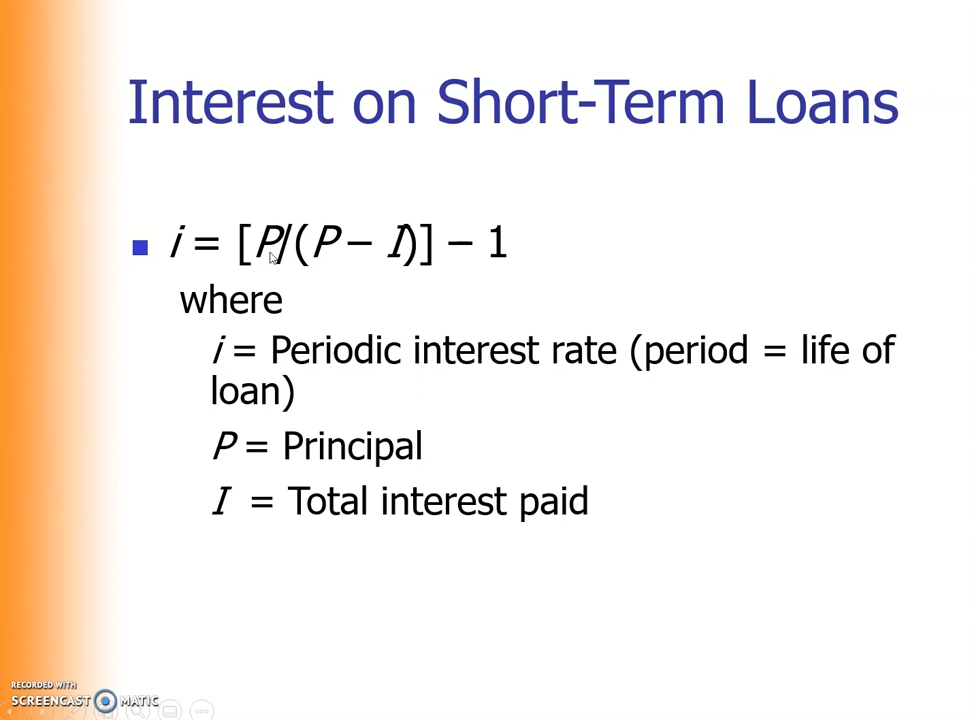 Interest on Short-Term Loans
i = [P/(P – I)] – 1
where
i = Periodic interest rate (period = life of
loan)
P = Principal
I = Total interest paid
RECORDED WITH
SCREENCAST MATIC